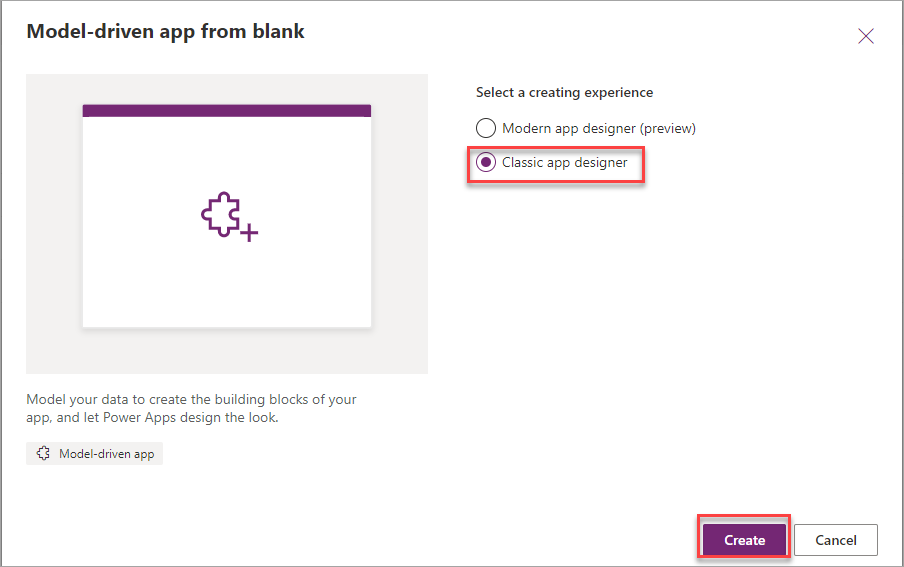 Model-driven app from blank
Select a creating experience
Modern app designer (preview)
Classic app designer
Model your data to create the building blocks of your
app, and let Power Apps design the look.
Model-driven app
Create
Cancel